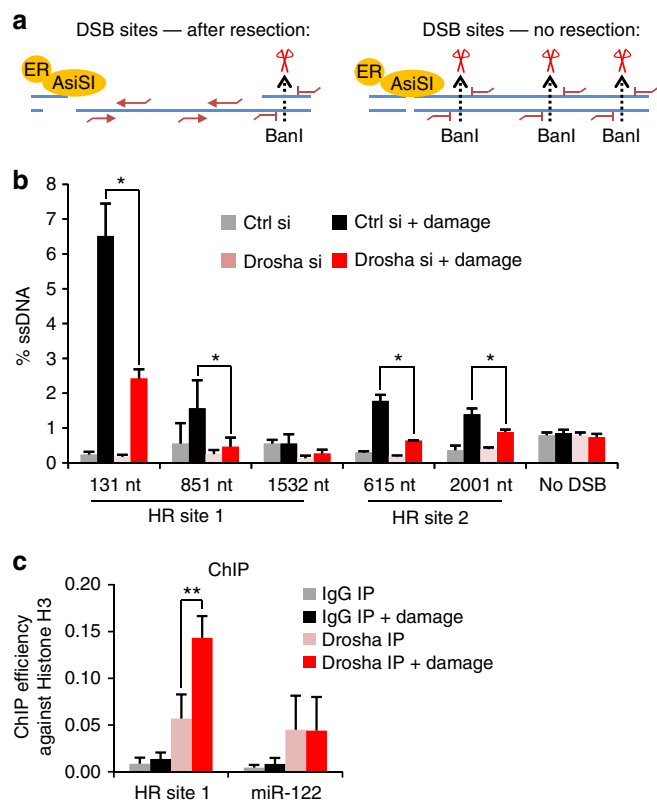 a
DSB sites — after resection:
DSB sites — no resection:
ER
AsiSI
BanI
ER
AsiSI
BanI
BanI
BanI
b
8
7
6
5
4
3
2
1
0
% ssDNA
*
*
*
*
Ctrl si
Ctrl si + damage
Drosha si
Drosha si + damage
131 nt
851 nt
1532 nt
615 nt
2001 nt
No DSB
HR site 1
HR site 2
c
ChIP
ChIP efficiency
against Histone H3
0.20
0.15
0.10
0.05
0.00
**
IgG IP
IgG IP + damage
Drosha IP
Drosha IP + damage
HR site 1
miR-122